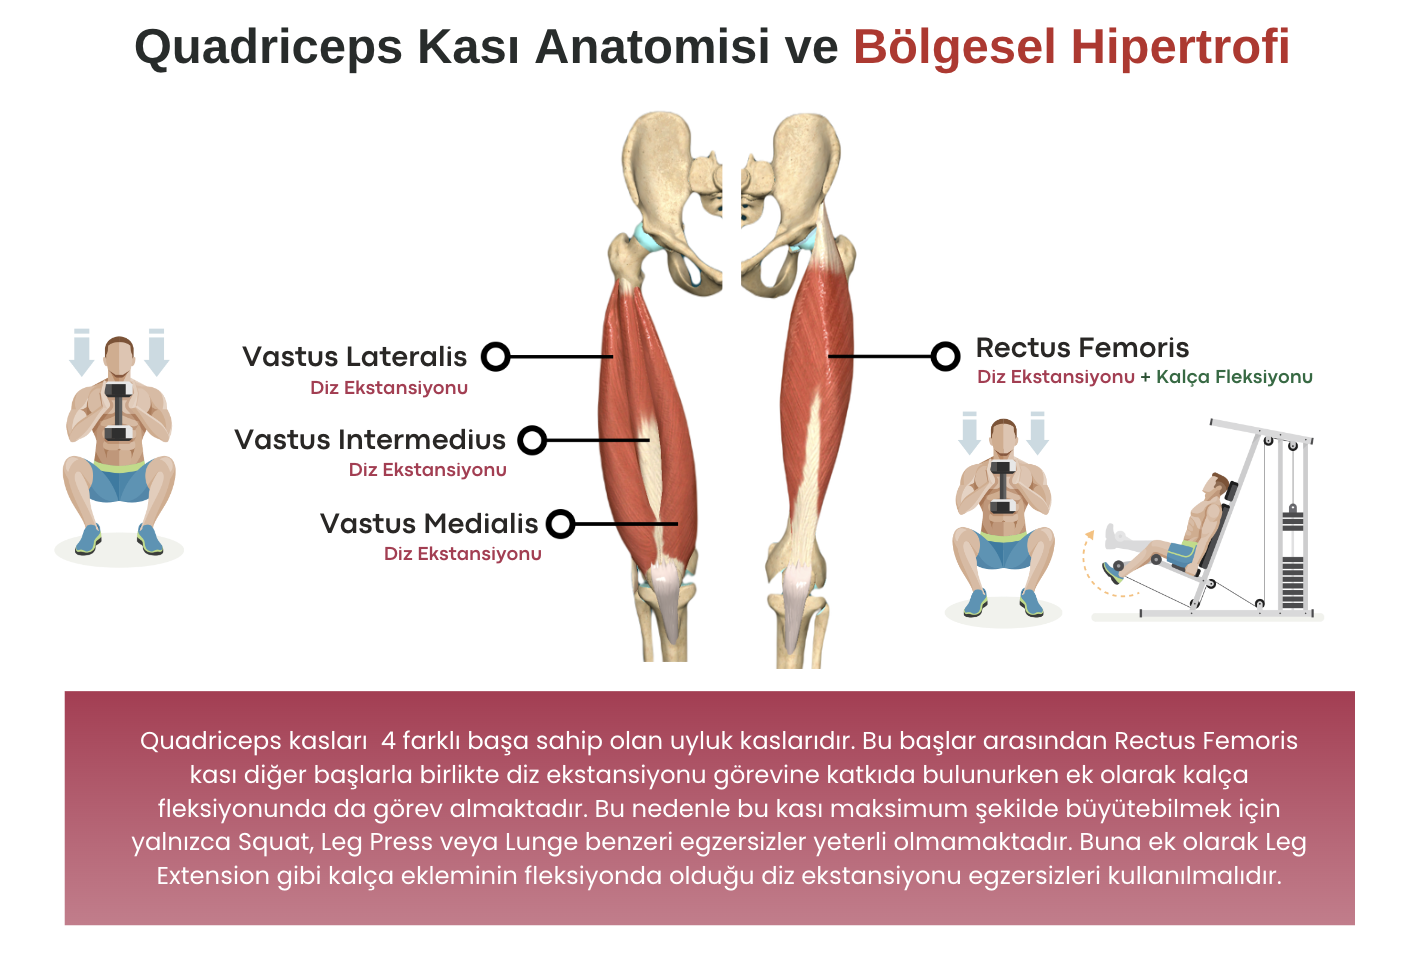 Quadriceps Kası Anatomisi ve Bölgesel Hipertrofi
Vastus Lateralis
Diz Ekstansiyonu
Vastus Intermedius
Diz Ekstansiyonu
Vastus Medialis
Diz Ekstansiyonu
Rectus Femoris
Diz Ekstansiyonu + Kalça Fleksiyonu
Quadriceps kasları  4 farklı başa sahip olan uyluk kaslarıdır. Bu başlar arasından Rectus Femoris
kası diğer başlarla birlikte diz ekstansiyonu görevine katkıda bulunurken ek olarak kalça
fleksiyonunda da görev almaktadır. Bu nedenle bu kası maksimum şekilde büyütebilmek için
yalnızca Squat, Leg Press veya Lunge benzeri egzersizler yeterli olmamaktadır. Buna ek olarak Leg
Extension gibi kalça ekleminin fleksiyonda olduğu diz ekstansiyonu egzersizleri kullanılmalıdır.